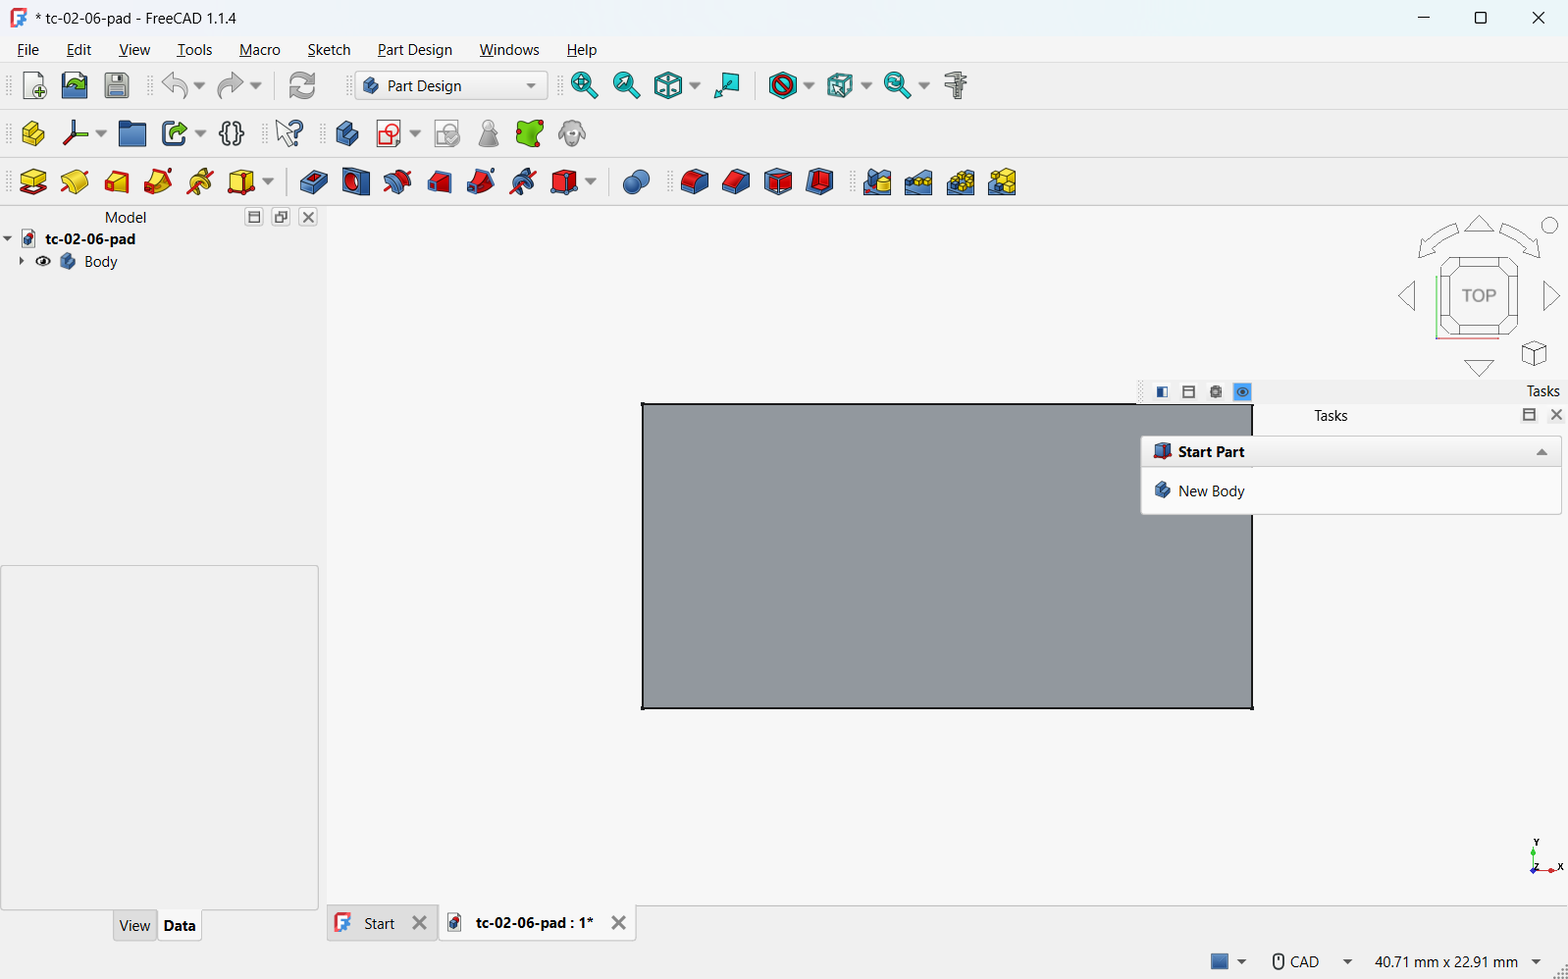 * tc-02-06-pad - FreeCAD 1.1.4
File Edit View Tools Macro Sketch Part Design Windows Help
Part Design
Model
tc-02-06-pad
Body
TOP
Tasks
Tasks
Start Part
New Body
Y
Z X
View Data
Start tc-02-06-pad : 1*
CAD 40.71 mm x 22.91 mm